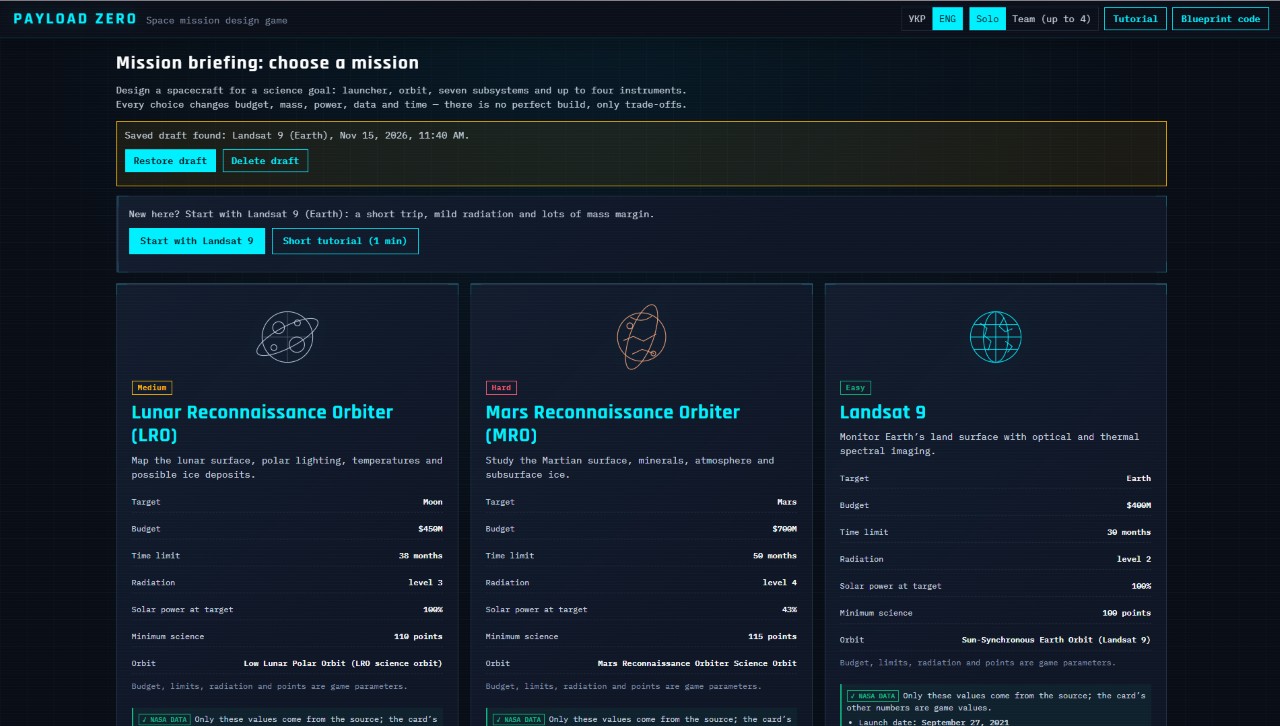 PAYLOAD ZERO Space mission design game УКР ENG Solo Team (up to 4) Tutorial Blueprint code
Mission briefing: choose a mission
Design a spacecraft for a science goal: launcher, orbit, seven subsystems and up to four instruments.
Every choice changes budget, mass, power, data and time — there is no perfect build, only trade-offs.
Saved draft found: Landsat 9 (Earth), Nov 15, 2026, 11:40 AM.
Restore draft Delete draft
New here? Start with Landsat 9 (Earth): a short trip, mild radiation and lots of mass margin.
Start with Landsat 9 Short tutorial (1 min)
Medium
Lunar Reconnaissance Orbiter
(LRO)
Map the lunar surface, polar lighting, temperatures and
possible ice deposits.
Target Moon
Budget $450M
Time limit 38 months
Radiation level 3
Solar power at target 100%
Minimum science 110 points
Orbit Low Lunar Polar Orbit (LRO science orbit)
Budget, limits, radiation and points are game parameters.
✓ NASA DATA Only these values come from the source; the card's
Hard
Mars Reconnaissance Orbiter
(MRO)
Study the Martian surface, minerals, atmosphere and
subsurface ice.
Target Mars
Budget $700M
Time limit 50 months
Radiation level 4
Solar power at target 43%
Minimum science 115 points
Orbit Mars Reconnaissance Orbiter Science Orbit
Budget, limits, radiation and points are game parameters.
✓ NASA DATA Only these values come from the source; the card's
Easy
Landsat 9
Monitor Earth's land surface with optical and thermal
spectral imaging.
Target Earth
Budget $400M
Time limit 30 months
Radiation level 2
Solar power at target 100%
Minimum science 100 points
Orbit Sun-Synchronous Earth Orbit (Landsat 9)
Budget, limits, radiation and points are game parameters.
✓ NASA DATA Only these values come from the source; the card's
other numbers are game values.
• Launch date: September 27, 2021